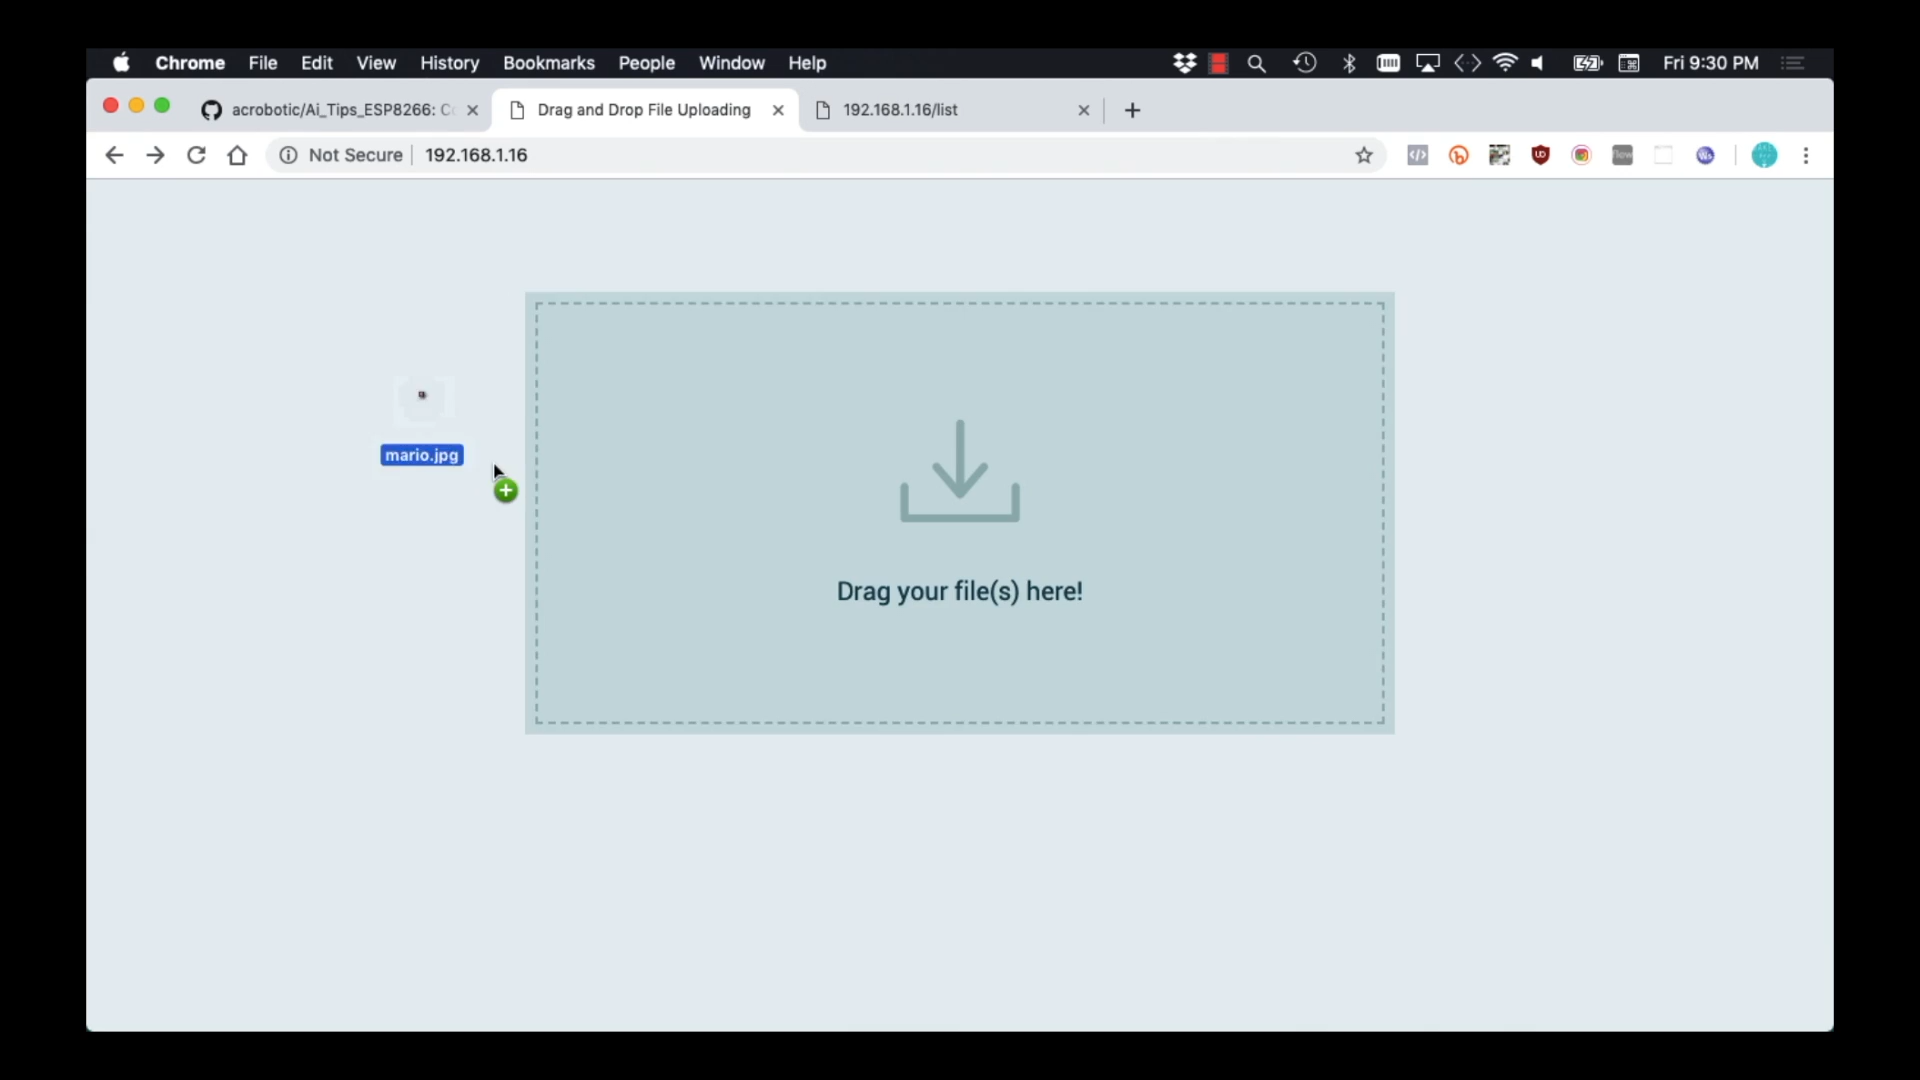 Chrome File Edit View History Bookmarks People Window Help Fri 9:30 PM
acrobotic/Ai_Tips_ESP8266: Drag and Drop File Uploading 192.168.1.16/list
Not Secure 192.168.1.16
mario.jpg
Drag your file(s) here!